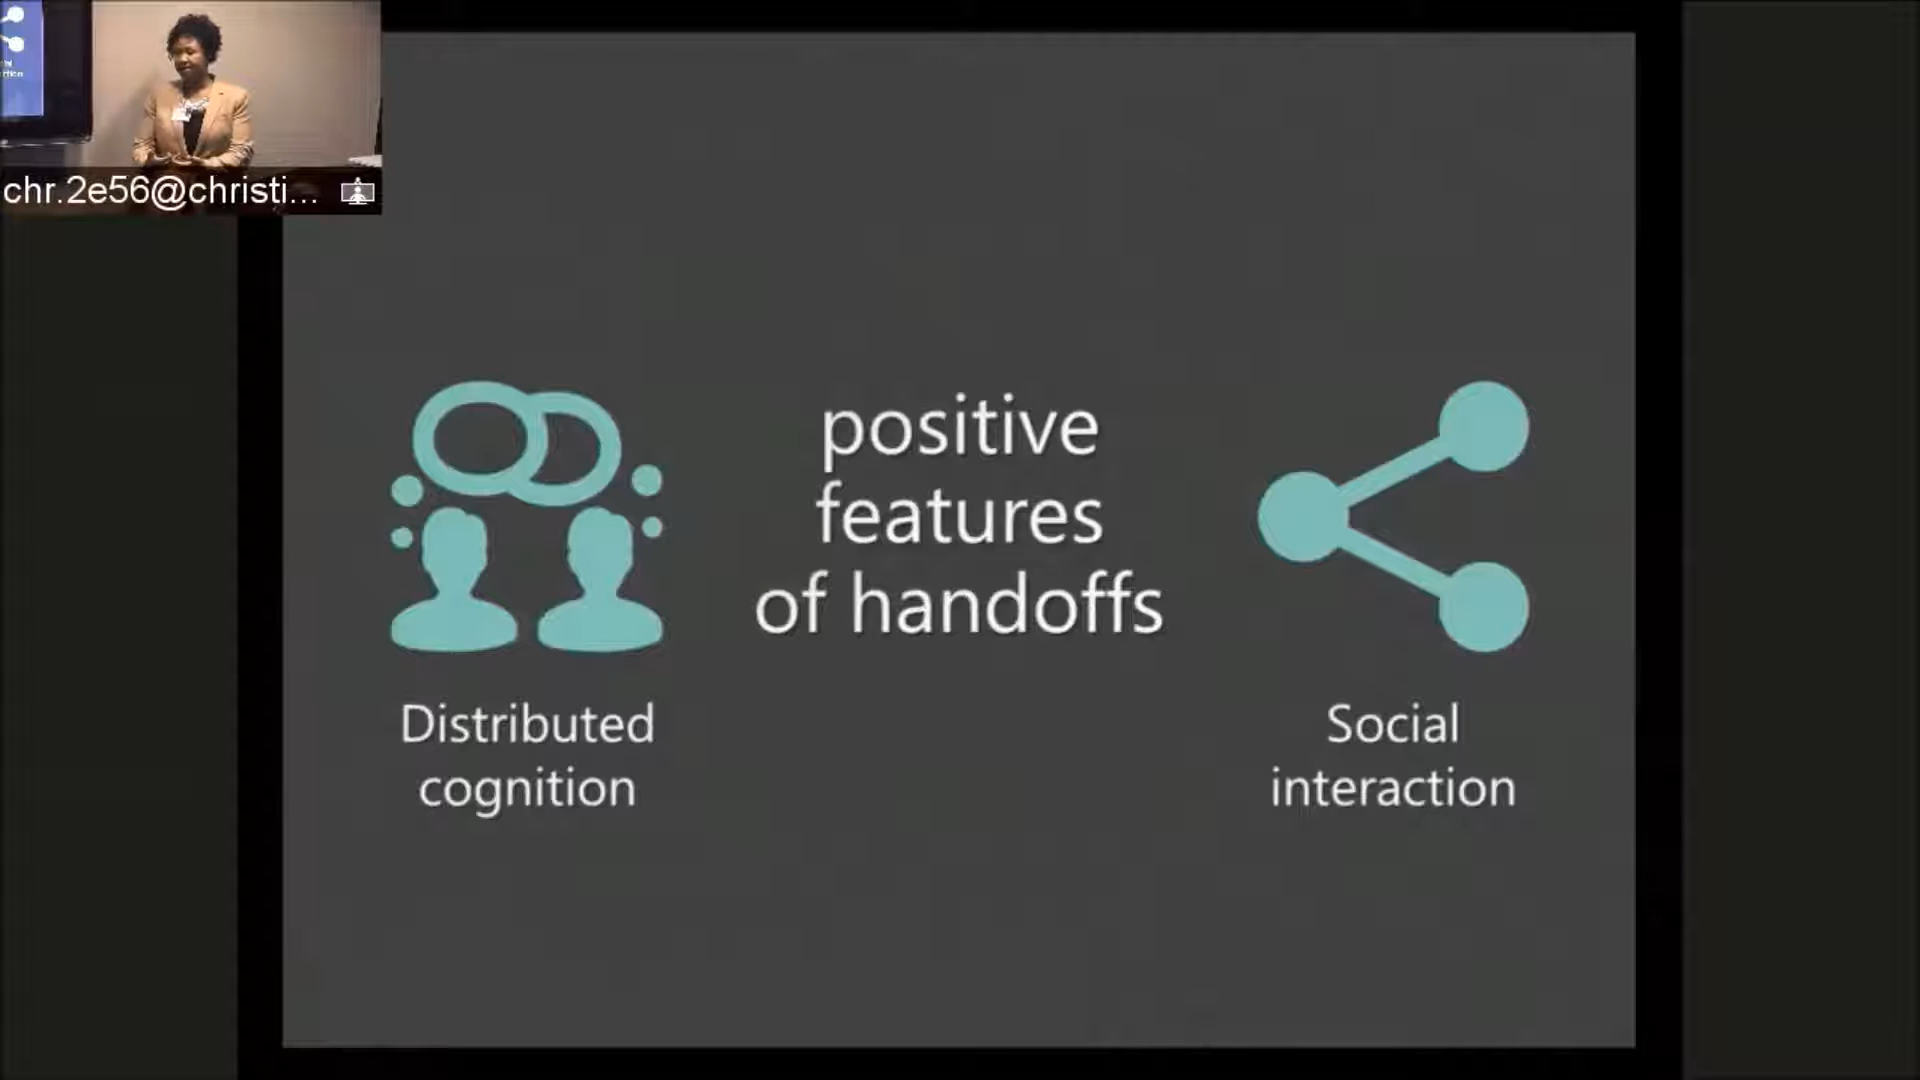 chr.2e56@christi...
positive
features
of handoffs
Distributed
cognition
Social
interaction